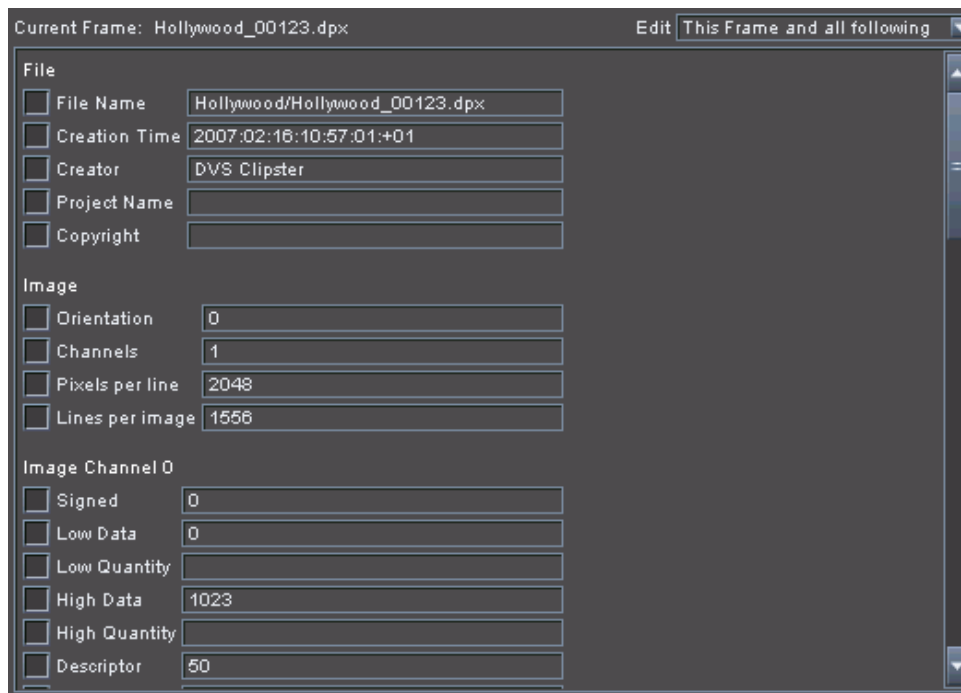 Current Frame: Hollywood_00123.dpx Edit This Frame and all following
File
File Name Hollywood/Hollywood_00123.dpx
Creation Time 2007:02:16:10:57:01:+01
Creator DVS Clipster
Project Name
Copyright
Image
Orientation 0
Channels 1
Pixels per line 2048
Lines per image 1556
Image Channel 0
Signed 0
Low Data 0
Low Quantity
High Data 1023
High Quantity
Descriptor 50